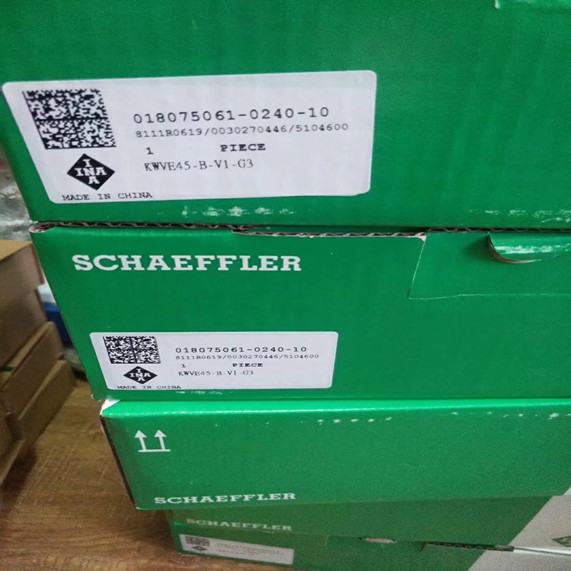 018075061-0240-10
8111R0619/0030270446/5104600
1 PIECE
KWVE45-B-V1-G3
INA
MADE IN CHINA
SCHAEFFLER
018075061-0240-10
8111R0619/0030270446/5104600
1 PIECE
KWVE45-B-V1-G3
INA
MADE IN CHINA
SCHAEFFLER
SCHAEFFLER